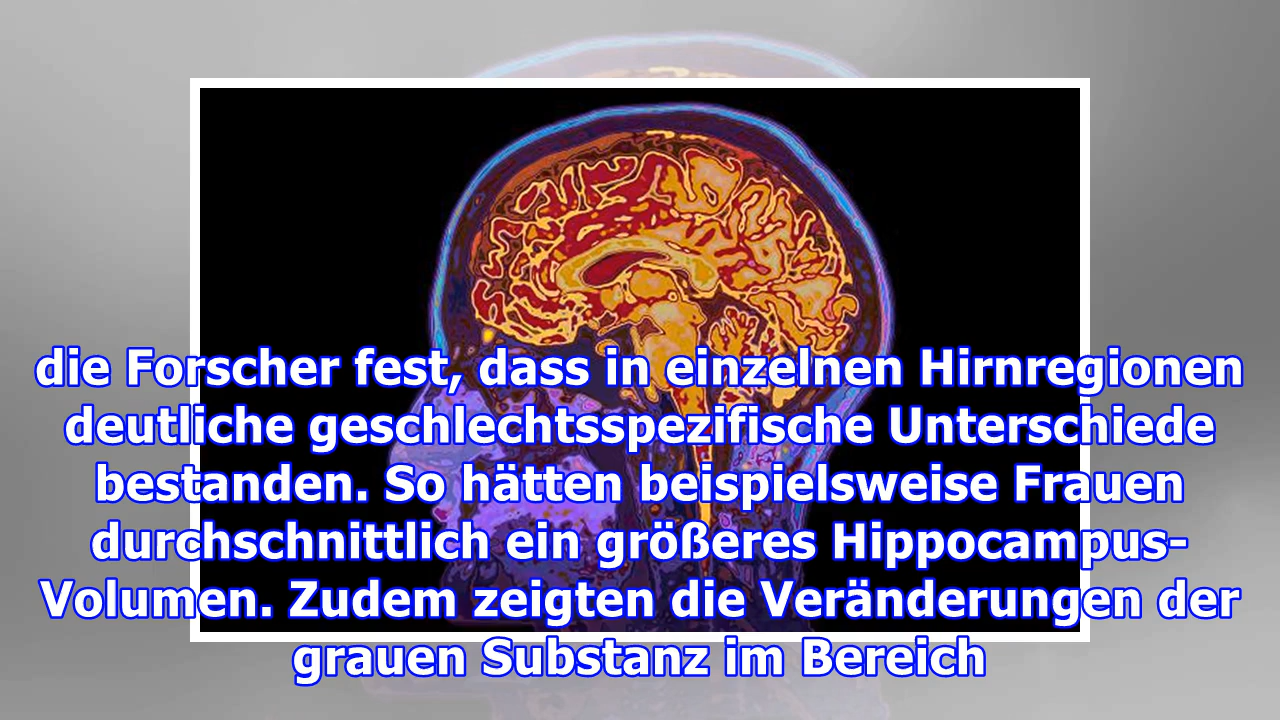 die Forscher fest, dass in einzelnen Hirnregionen
deutliche geschlechtsspezifische Unterschiede
bestanden. So hätten beispielsweise Frauen
durchschnittlich ein größeres Hippocampus-
Volumen. Zudem zeigten die Veränderungen der
grauen Substanz im Bereich